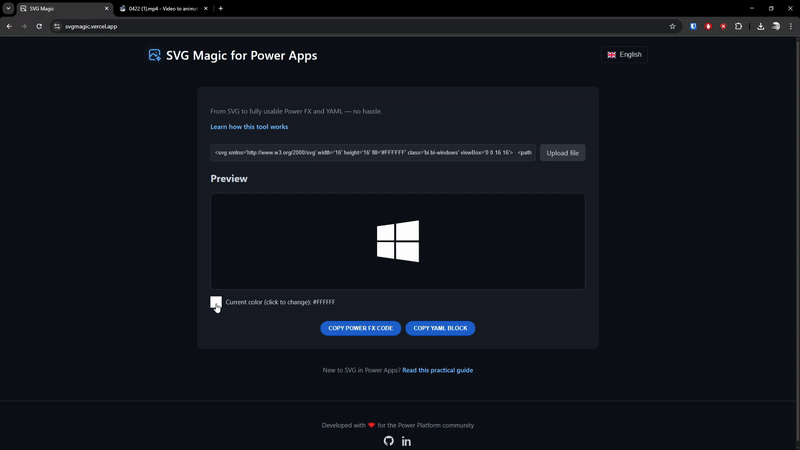 SVG Magic
0422 (1).mp4 - Video to animat
svgmagic.vercel.app
SVG Magic for Power Apps
English
From SVG to fully usable Power FX and YAML — no hassle.
Learn how this tool works
<svg xmlns='http://www.w3.org/2000/svg' width='16' height='16' fill='#FFFFFF' class='bi bi-windows' viewBox='0 0 16 16'> <path
Upload file
Preview
Current color (click to change): #FFFFFF
COPY POWER FX CODE
COPY YAML BLOCK
New to SVG in Power Apps? Read this practical guide
Developed with ❤ for the Power Platform community
in